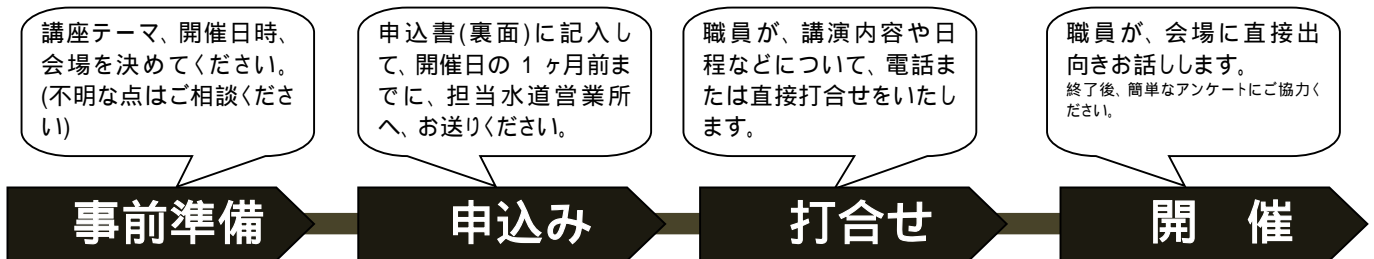 講座テーマ、開催日時、
会場を決めてください。
(不明な点はご相談くださ
い)
申込書(裏面)に記入し
て、開催日の 1 ヶ月前ま
でに、担当水道営業所
へ、お送りください。
職員が、講演内容や日
程などについて、電話ま
たは直接打合せをいたし
ます。
職員が、会場に直接出
向きお話しします。
終了後、簡単なアンケートにご協力く
ださい。
事前準備
申込み
打合せ
開 催